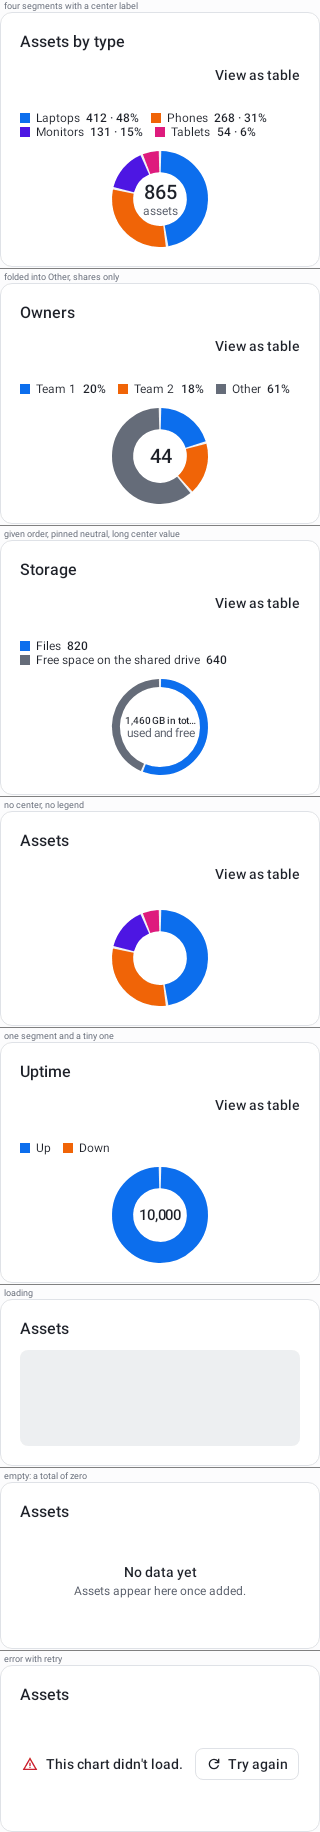 four segments with a center label
Assets by type
View as table
Laptops 412 · 48% Phones 268 · 31%
Monitors 131 · 15% Tablets 54 · 6%
865
assets
folded into Other, shares only
Owners
View as table
Team 1 20% Team 2 18% Other 61%
44
given order, pinned neutral, long center value
Storage
View as table
Files 820
Free space on the shared drive 640
1,460 GB in tot...
used and free
no center, no legend
Assets
View as table
one segment and a tiny one
Uptime
View as table
Up Down
10,000
loading
Assets
empty: a total of zero
Assets
No data yet
Assets appear here once added.
error with retry
Assets
This chart didn't load. Try again